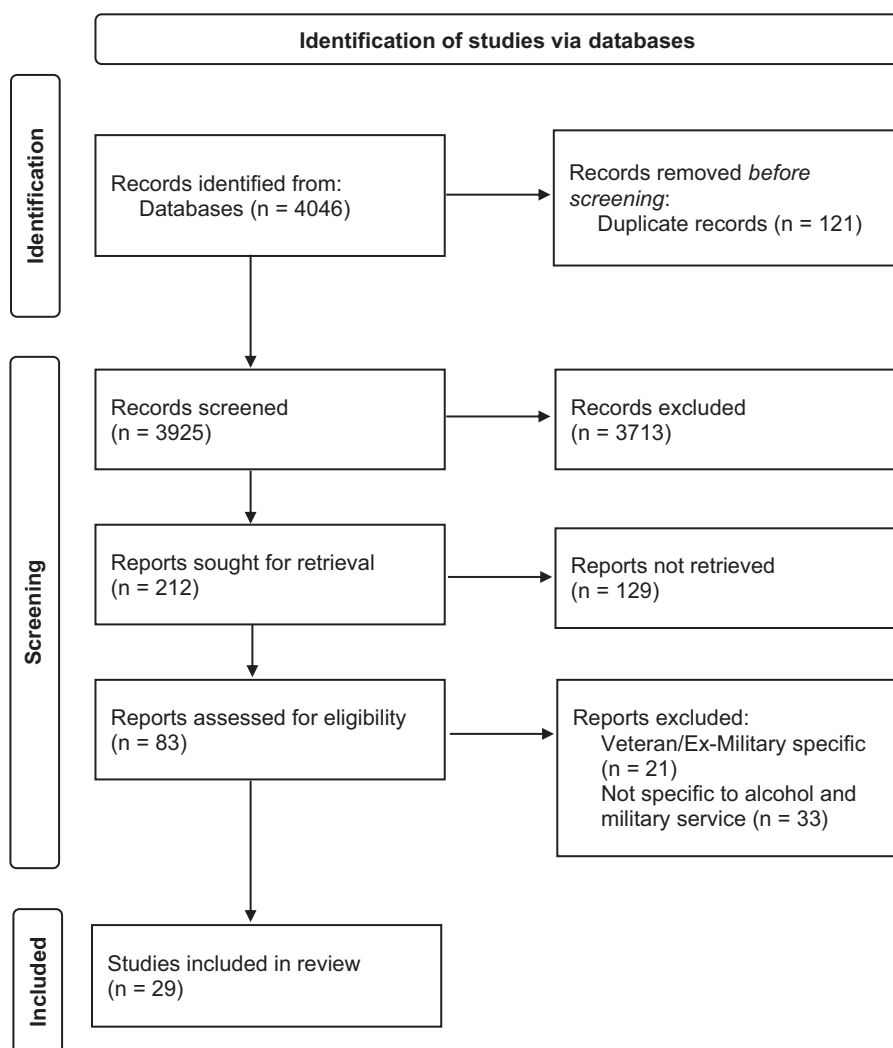 Identification of studies via databases
Identification
Records identified from:
Databases (n = 4046)
Records removed before
screening:
Duplicate records (n = 121)
Screening
Records screened
(n = 3925)
Records excluded
(n = 3713)
Reports sought for retrieval
(n = 212)
Reports not retrieved
(n = 129)
Reports assessed for eligibility
(n = 83)
Reports excluded:
Veteran/Ex-Military specific
(n = 21)
Not specific to alcohol and
military service (n = 33)
Included
Studies included in review
(n = 29)